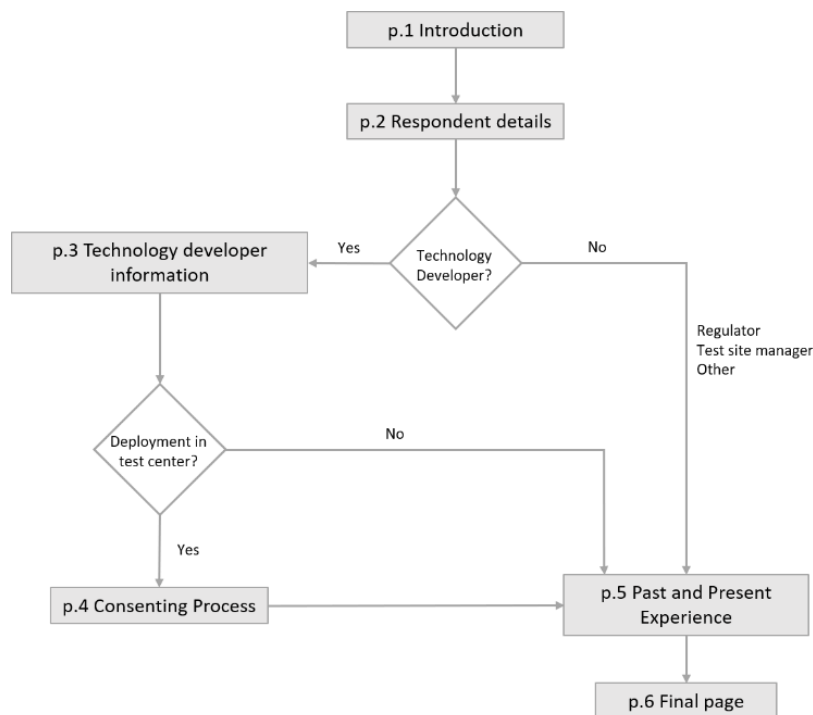 p.1 Introduction
p.2 Respondent details
Technology
Developer?
Yes
No
p.3 Technology developer
information
Regulator
Test site manager
Other
Deployment in
test center?
No
Yes
p.4 Consenting Process
p.5 Past and Present
Experience
p.6 Final page